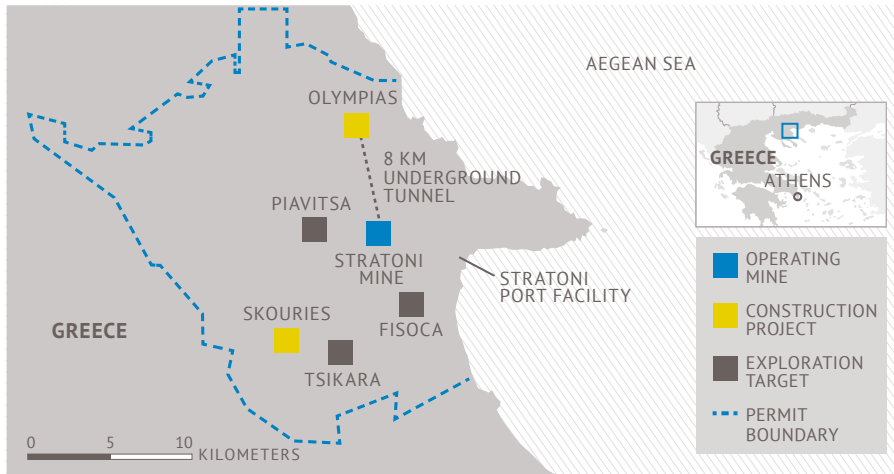 AEGEAN SEA
OLYMPIAS
8 KM
UNDERGROUND
TUNNEL
PIAVITSA
STRATONI
MINE
STRATONI
PORT FACILITY
SKOURIES
FISOCA
TSIKARA
GREECE
0 5 10
KILOMETERS
GREECE
ATHENS
OPERATING
MINE
CONSTRUCTION
PROJECT
EXPLORATION
TARGET
PERMIT
BOUNDARY